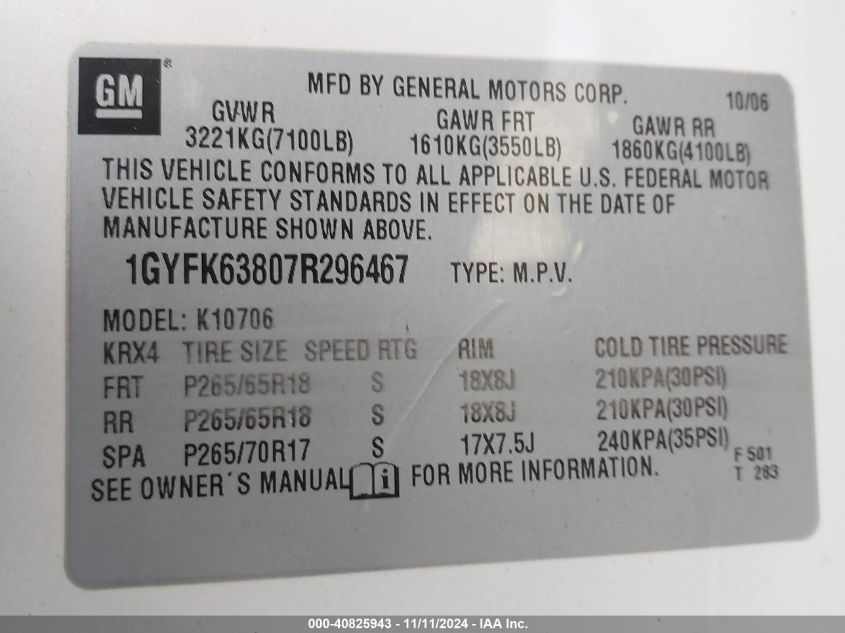 GM®
MFD BY GENERAL MOTORS CORP. 10/06
GVWR GAWR FRT GAWR RR
3221KG(7100LB) 1610KG(3550LB) 1860KG(4100LB)
THIS VEHICLE CONFORMS TO ALL APPLICABLE U.S. FEDERAL MOTOR
VEHICLE SAFETY STANDARDS IN EFFECT ON THE DATE OF
MANUFACTURE SHOWN ABOVE.
1GYFK63807R296467 TYPE: M.P.V.
MODEL: K10706
KRX4 TIRE SIZE SPEED RTG RIM COLD TIRE PRESSURE
FRT P265/65R18 S 18X8J 210KPA(30PSI)
RR P265/65R18 S 18X8J 210KPA(30PSI)
SPA P265/70R17 S 17X7.5J 240KPA(35PSI)
F 501
SEE OWNER´S MANUAL i FOR MORE INFORMATION. T 283
000-40825943 - 11/11/2024 - IAA Inc.